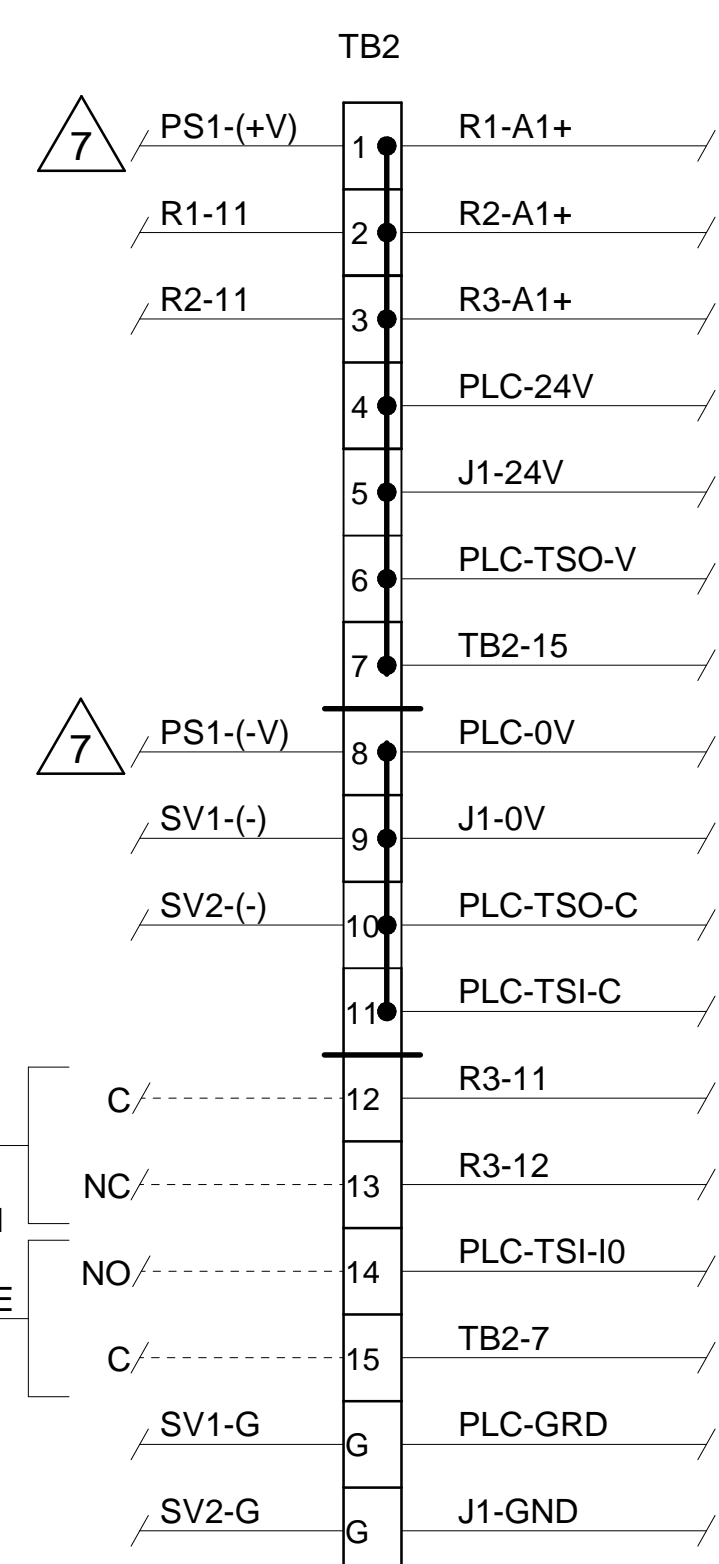 TB2
7 PS1-(+V) 1 R1-A1+
R1-11 2 R2-A1+
R2-11 3 R3-A1+
4 PLC-24V
5 J1-24V
6 PLC-TSO-V
7 TB2-15
7 PS1-(-V) 8 PLC-0V
SV1-(-) 9 J1-0V
SV2-(-) 10 PLC-TSO-C
11 PLC-TSI-C
C 12 R3-11
NC 13 R3-12
NO 14 PLC-TSI-I0
C 15 TB2-7
SV1-G G PLC-GRD
SV2-G G J1-GND